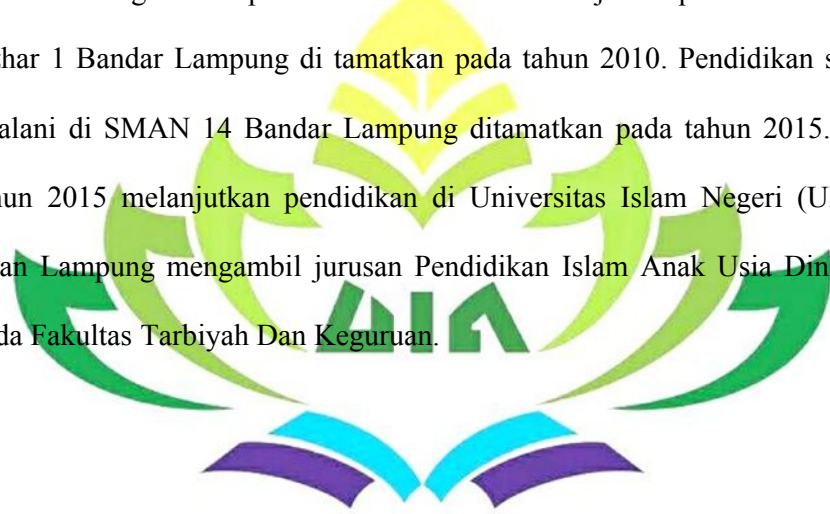 har 1 Bandar Lampung di tamatkan pada tahun 2010. Pendidikan s
alani di SMAN 14 Bandar Lampung ditamatkan pada tahun 2015.
un 2015 melanjutkan pendidikan di Universitas Islam Negeri (U
an Lampung mengambil jurusan Pendidikan Islam Anak Usia Din
da Fakultas Tarbiyah Dan Keguruan.
UIN